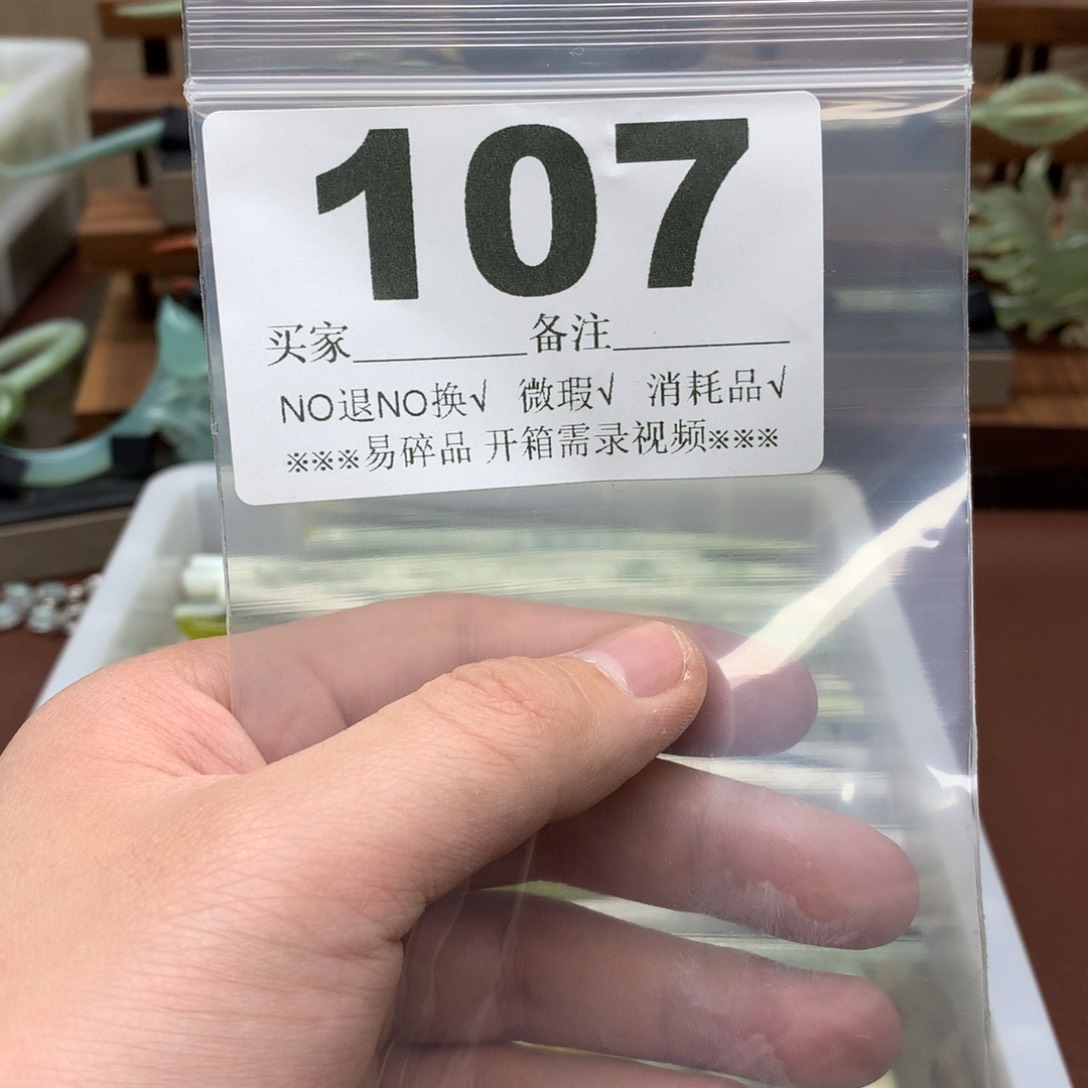 107
买家________备注________
NO退NO换√ 微瑕√ 消耗品√
※※※易碎品 开箱需录视频※※※